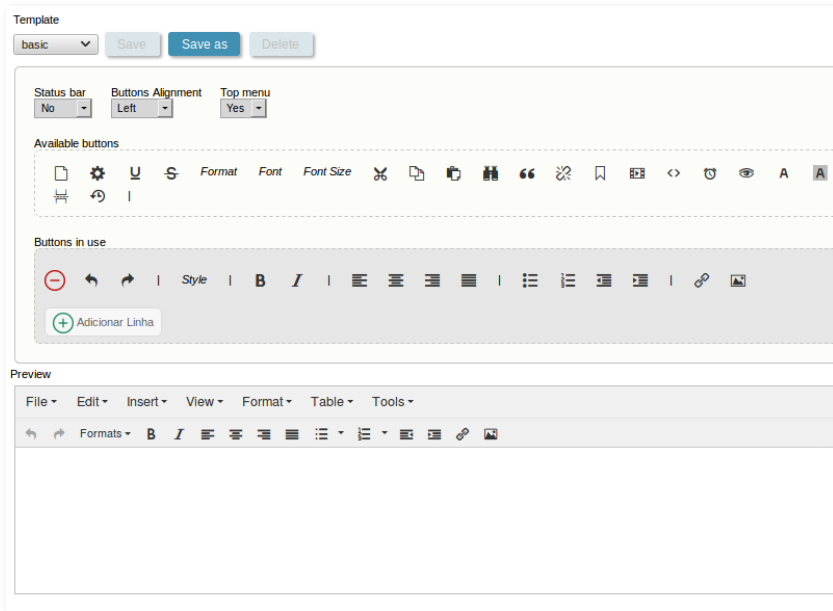 Template
basic Save Save as Delete
Status bar Buttons Alignment Top menu
No Left Yes
Available buttons
U S Format Font Font Size A A
Buttons in use
Style B I
Adicionar Linha
Preview
File Edit Insert View Format Table Tools
Formats B I